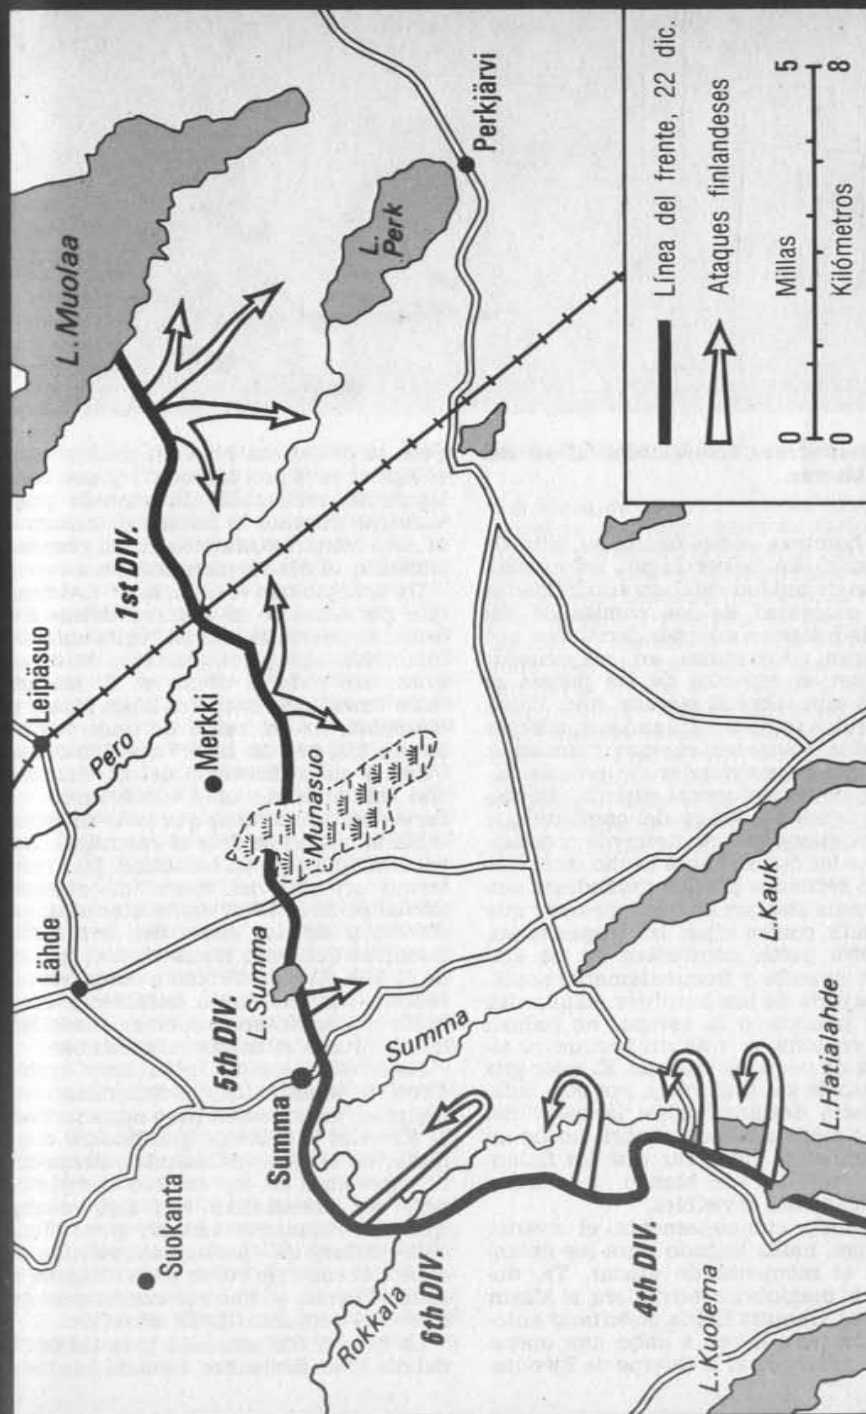 Suokanta
Lähde
Leipäsuo
L. Muolaa
Rokkala
Summa
5th DIV.
L. Summa
Merkki
Pero
1st DIV.
6th DIV
Munasuo
Summa
L.
Perk
4th DIV.
L.Kuolema
L.Hatjalahde
L.Kauk
Perkjärvi
Línea del frente, 22 dic.
Ataques finlandeses
0 Millas 5
0 Kilómetros 8